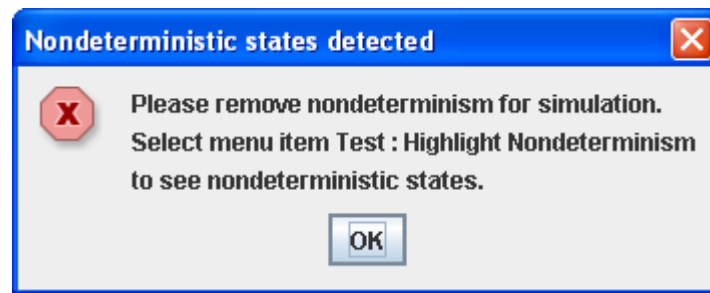 Nondeterministic states detected
Please remove nondeterminism for simulation.
Select menu item Test : Highlight Nondeterminism
to see nondeterministic states.
OK